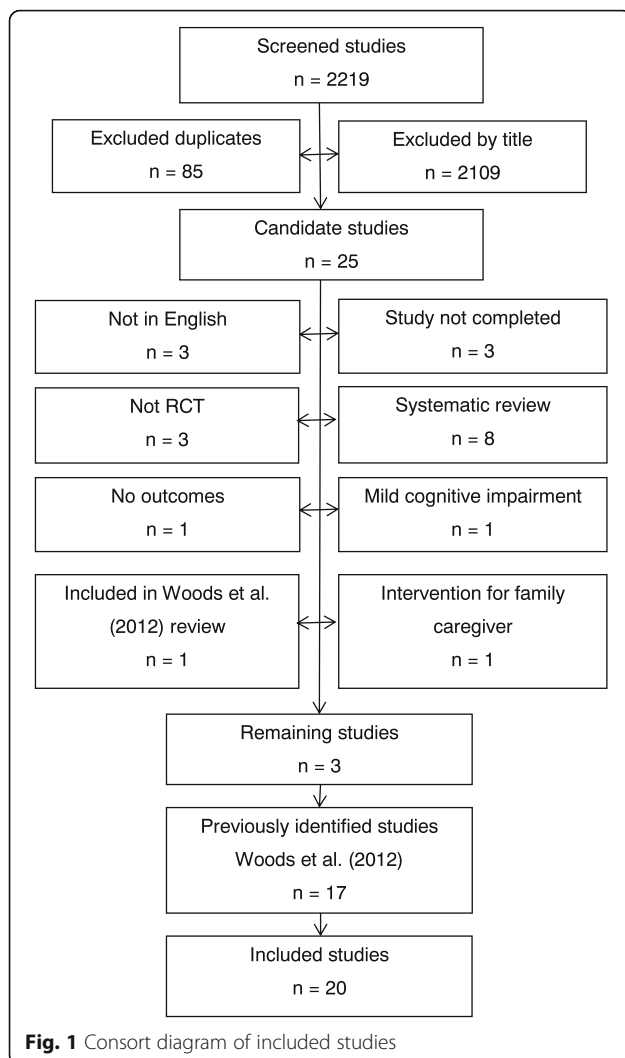 Screened studies
n = 2219
Excluded duplicates
n = 85
Excluded by title
n = 2109
Candidate studies
n = 25
Not in English
n = 3
Study not completed
n = 3
Not RCT
n = 3
Systematic review
n = 8
No outcomes
n = 1
Mild cognitive impairment
n = 1
Included in Woods et al.
(2012) review
n = 1
Intervention for family
caregiver
n = 1
Remaining studies
n = 3
Previously identified studies
Woods et al. (2012)
n = 17
Included studies
n = 20
Fig. 1 Consort diagram of included studies